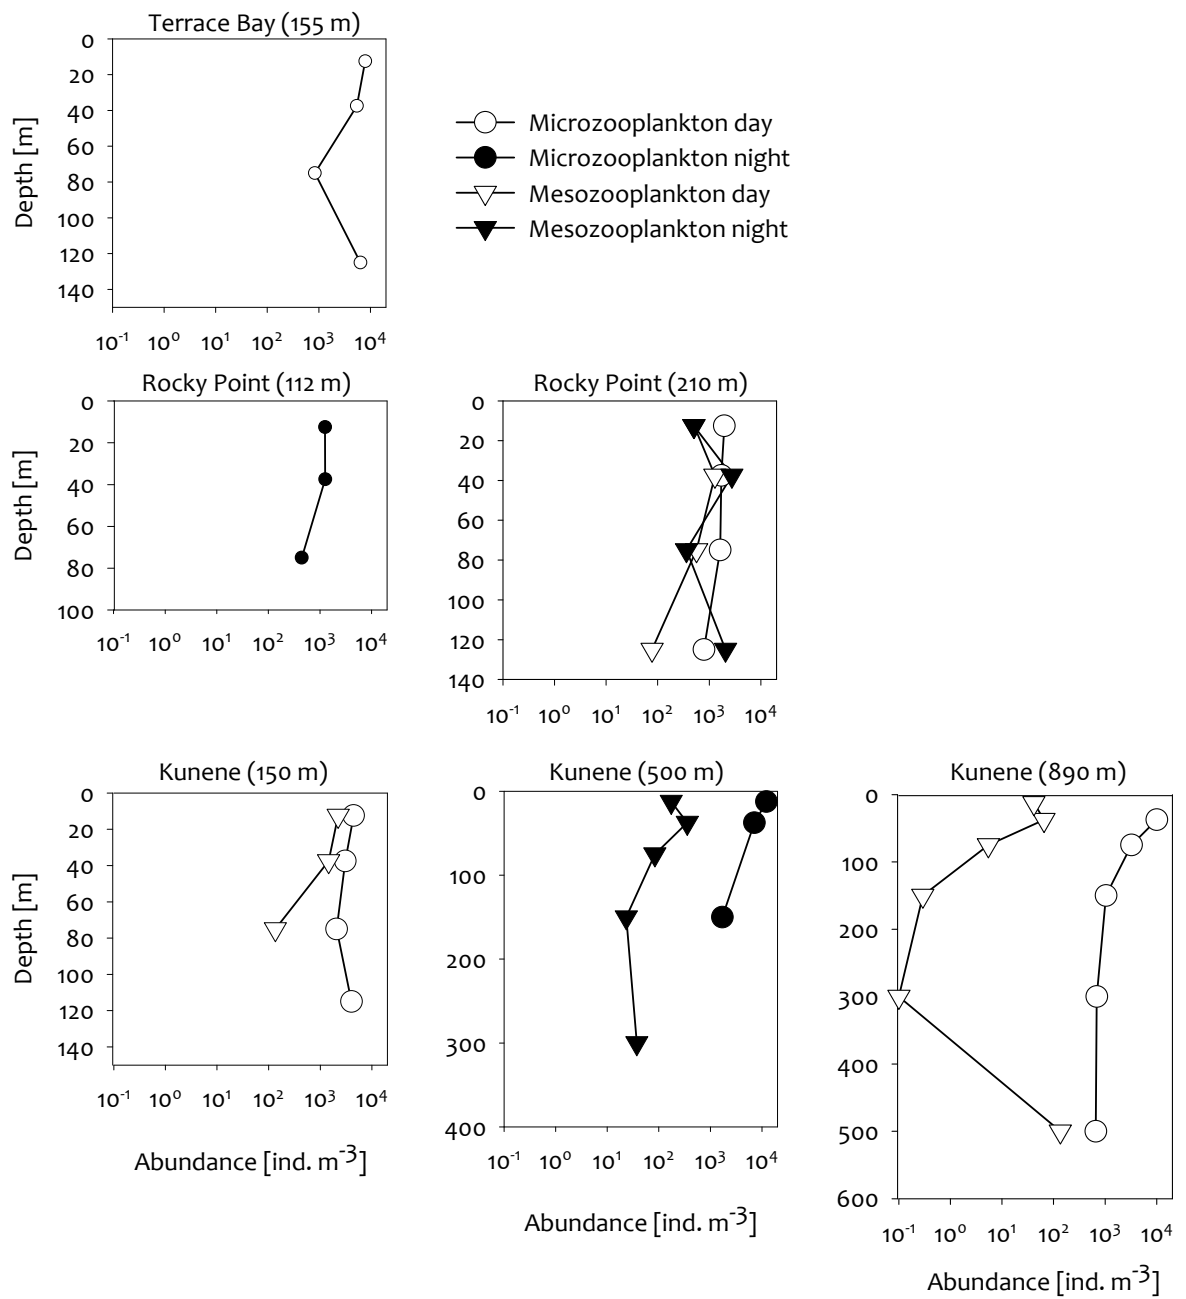 Terrace Bay (155 m)
Depth [m]
0
20
40
60
80
100
120
140
10⁻¹ 10⁰ 10¹ 10² 10³ 10⁴
Microzooplankton day
Microzooplankton night
Mesozooplankton day
Mesozooplankton night
Rocky Point (112 m)
Depth [m]
0
20
40
60
80
100
10⁻¹ 10⁰ 10¹ 10² 10³ 10⁴
Rocky Point (210 m)
0
20
40
60
80
100
120
140
10⁻¹ 10⁰ 10¹ 10² 10³ 10⁴
Kunene (150 m)
Depth [m]
0
20
40
60
80
100
120
140
10⁻¹ 10⁰ 10¹ 10² 10³ 10⁴
Abundance [ind. m⁻³]
Kunene (500 m)
0
100
200
300
400
10⁻¹ 10⁰ 10¹ 10² 10³ 10⁴
Abundance [ind. m⁻³]
Kunene (890 m)
0
100
200
300
400
500
600
10⁻¹ 10⁰ 10¹ 10² 10³ 10⁴
Abundance [ind. m⁻³]